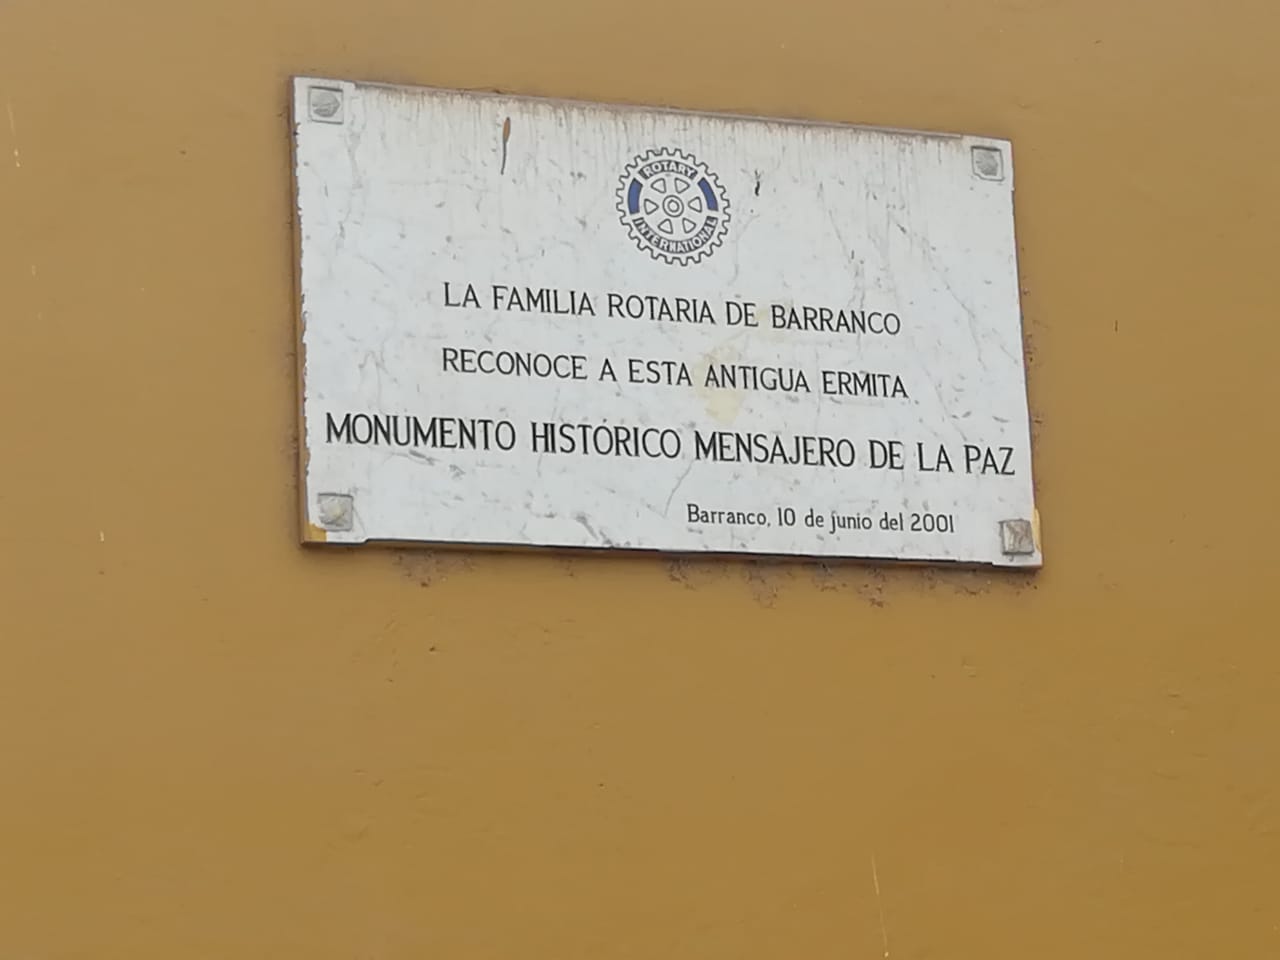 ROTARY
INTERNATIONAL
LA FAMILIA ROTARIA DE BARRANCO
RECONOCE A ESTA ANTIGUA ERMITA
MONUMENTO HISTÓRICO MENSAJERO DE LA PAZ
Barranco, 10 de junio del 2001